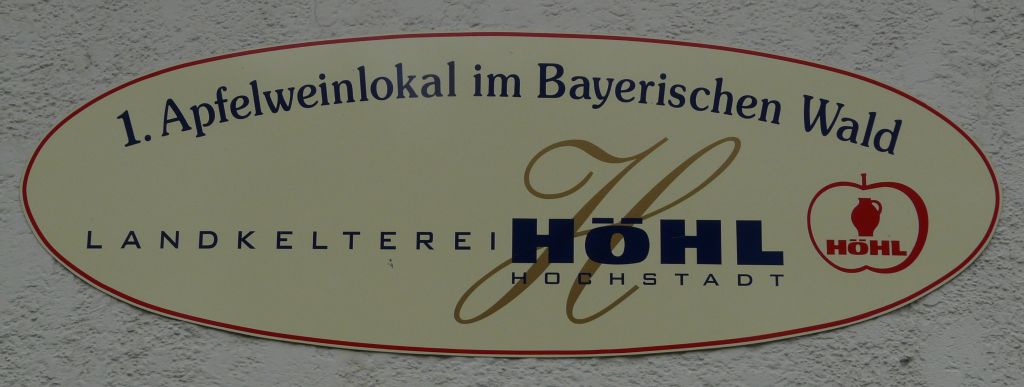 1. Apfelweinlokal im Bayerischen Wald
H
LANDKELTEREI HÖHL
HOCHSTADT
HÖHL